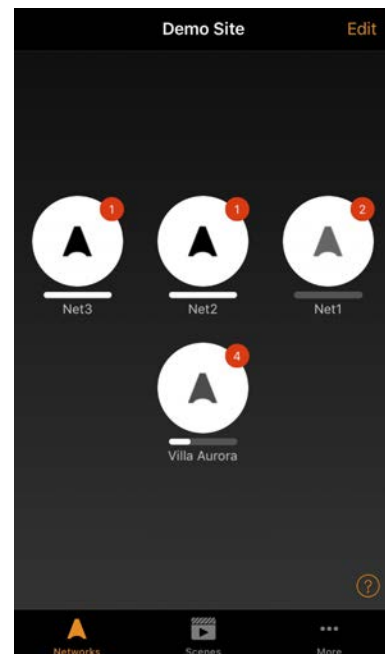 Demo Site Edit
1 1 2
Net3 Net2 Net1
4
Villa Aurora
?
Networks Scenes More